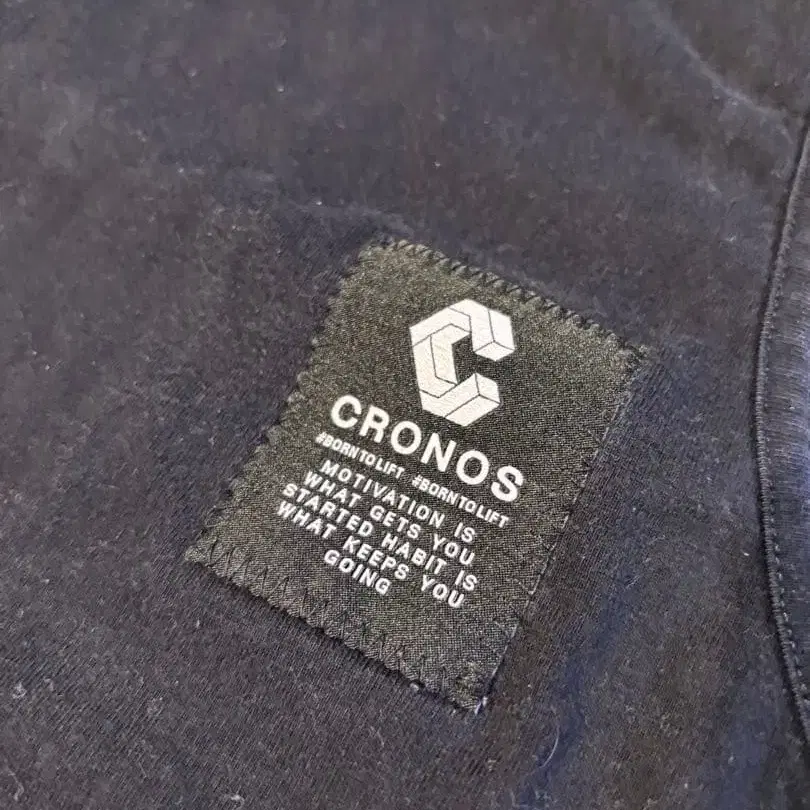 CRONOS
#BORNTOLIFT #BORNTOLIFT
MOTIVATION IS
WHAT GETS YOU
STARTED HABIT IS
WHAT KEEPS YOU
GOING